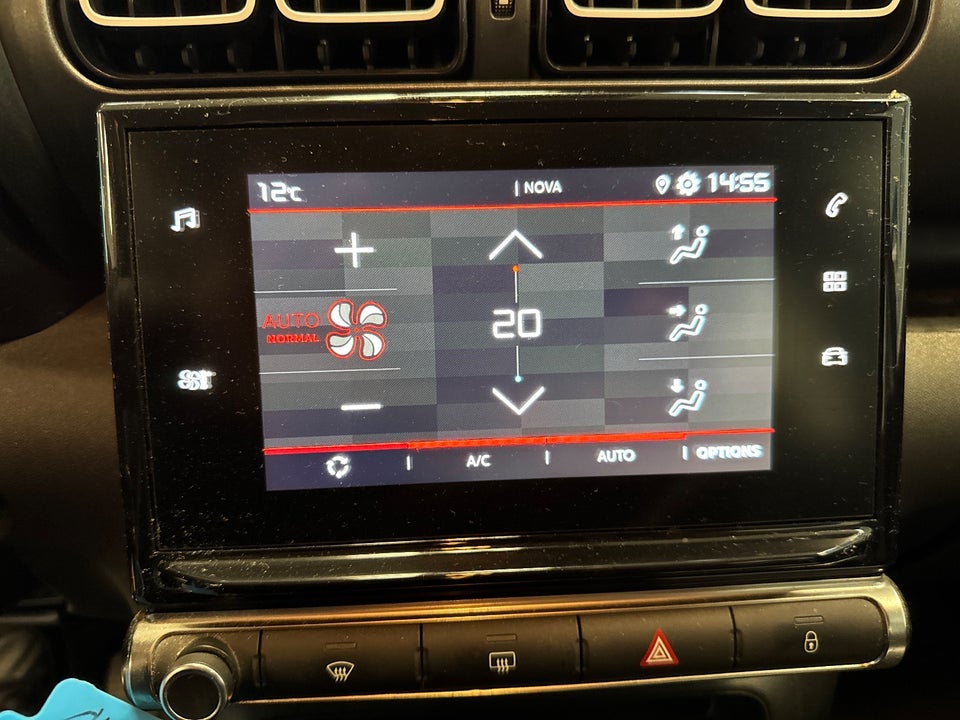 12°C | NOVA 14:55
AUTO
NORMAL
20
A/C | AUTO | OPTIONS